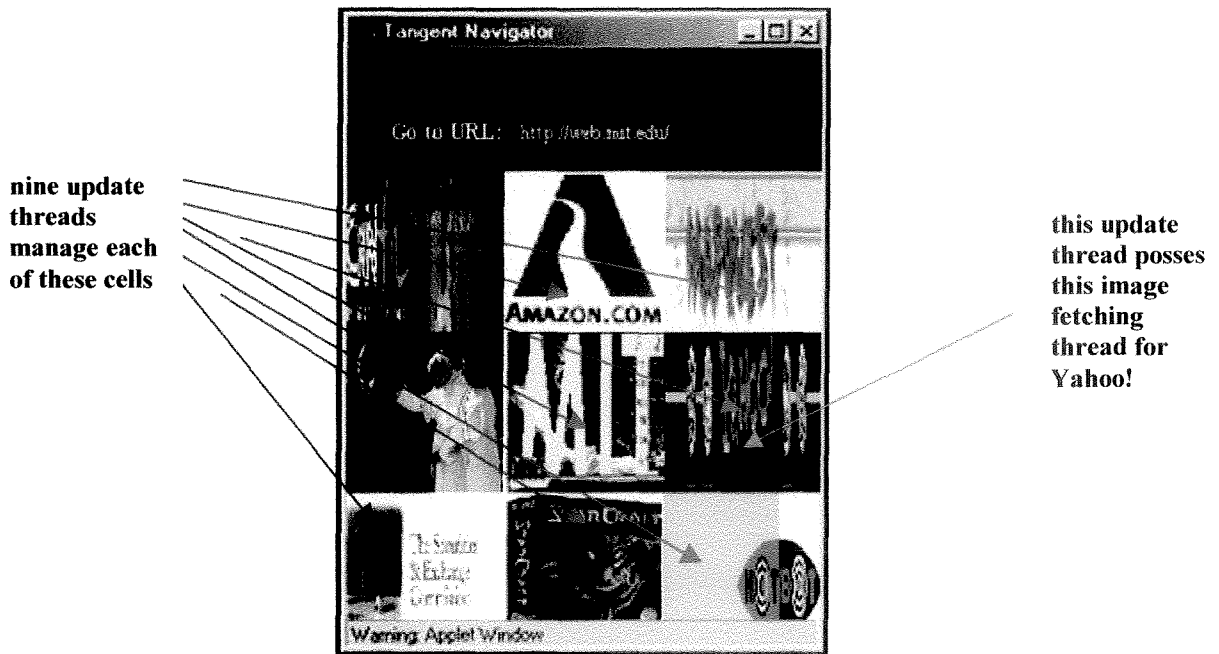 Tangent Navigator
Go to URL: http://web.mit.edu/
nine update
threads
manage each
of these cells
AMAZON.COM
this update
thread posses
this image
fetching
thread for
Yahoo!
HOTBOT
Warning: Applet Window